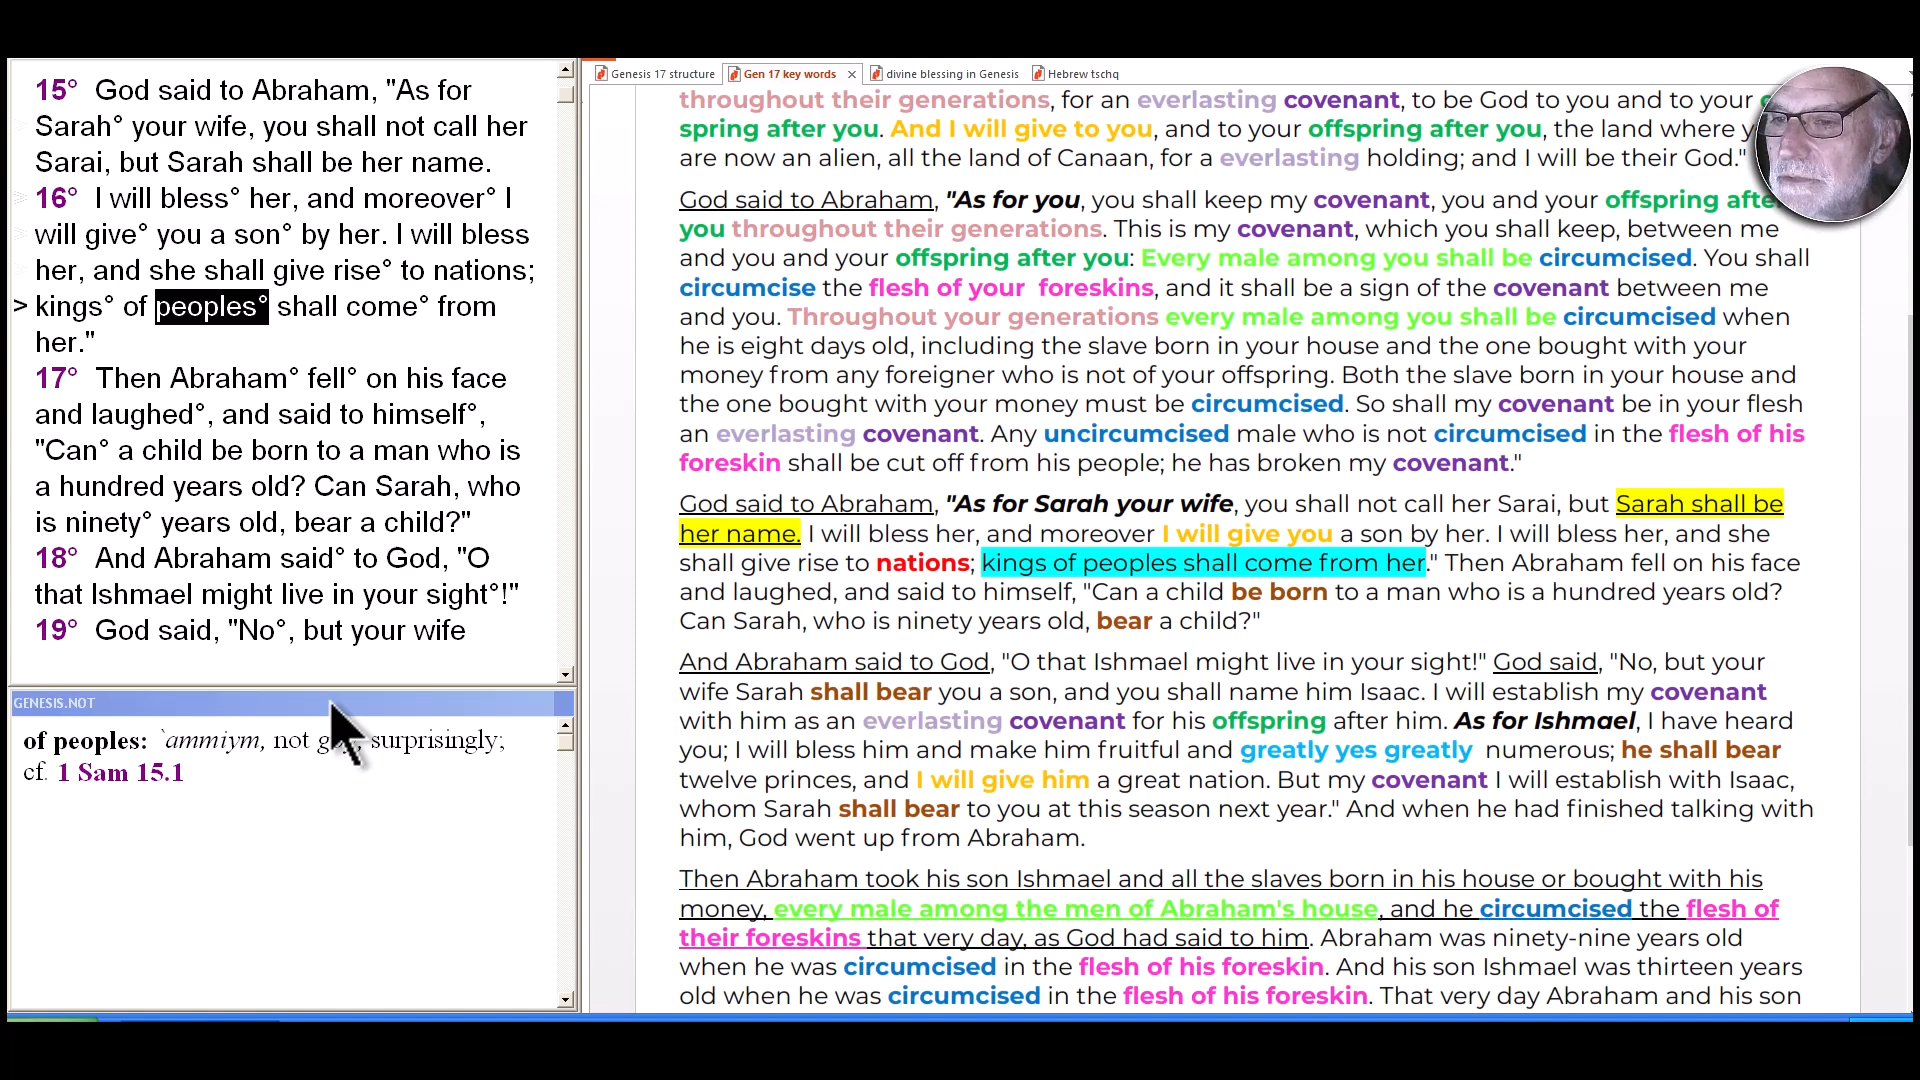 15° God said to Abraham, "As for
Sarah° your wife, you shall not call her
Sarai, but Sarah shall be her name.
16° I will bless° her, and moreover° I
will give° you a son° by her. I will bless
her, and she shall give rise° to nations;
> kings° of peoples° shall come° from
her."
17° Then Abraham° fell° on his face
and laughed°, and said to himself°,
"Can° a child be born to a man who is
a hundred years old? Can Sarah, who
is ninety° years old, bear a child?"
18° And Abraham said° to God, "O
that Ishmael might live in your sight°!"
19° God said, "No°, but your wife
GENESIS.NOT
of peoples: `ammiym, not surprisingly;
cf. 1 Sam 15.1
Genesis 17 structure Gen 17 key words divine blessing in Genesis Hebrew tschq
throughout their generations, for an everlasting covenant, to be God to you and to your
spring after you. And I will give to you, and to your offspring after you, the land where
are now an alien, all the land of Canaan, for a everlasting holding; and I will be their God."
God said to Abraham, "As for you, you shall keep my covenant, you and your offspring
you throughout their generations. This is my covenant, which you shall keep, between me
and you and your offspring after you: Every male among you shall be circumcised. You shall
circumcise the flesh of your foreskins, and it shall be a sign of the covenant between me
and you. Throughout your generations every male among you shall be circumcised when
he is eight days old, including the slave born in your house and the one bought with your
money from any foreigner who is not of your offspring. Both the slave born in your house and
the one bought with your money must be circumcised. So shall my covenant be in your flesh
an everlasting covenant. Any uncircumcised male who is not circumcised in the flesh of his
foreskin shall be cut off from his people; he has broken my covenant."
God said to Abraham, "As for Sarah your wife, you shall not call her Sarai, but Sarah shall be
her name. I will bless her, and moreover I will give you a son by her. I will bless her, and she
shall give rise to nations; kings of peoples shall come from her." Then Abraham fell on his face
and laughed, and said to himself, "Can a child be born to a man who is a hundred years old?
Can Sarah, who is ninety years old, bear a child?"
And Abraham said to God, "O that Ishmael might live in your sight!" God said, "No, but your
wife Sarah shall bear you a son, and you shall name him Isaac. I will establish my covenant
with him as an everlasting covenant for his offspring after him. As for Ishmael, I have heard
you; I will bless him and make him fruitful and greatly yes greatly numerous; he shall bear
twelve princes, and I will give him a great nation. But my covenant I will establish with Isaac,
whom Sarah shall bear to you at this season next year." And when he had finished talking with
him, God went up from Abraham.
Then Abraham took his son Ishmael and all the slaves born in his house or bought with his
money, every male among the men of Abraham's house, and he circumcised the flesh of
their foreskins that very day, as God had said to him. Abraham was ninety-nine years old
when he was circumcised in the flesh of his foreskin. And his son Ishmael was thirteen years
old when he was circumcised in the flesh of his foreskin. That very day Abraham and his son